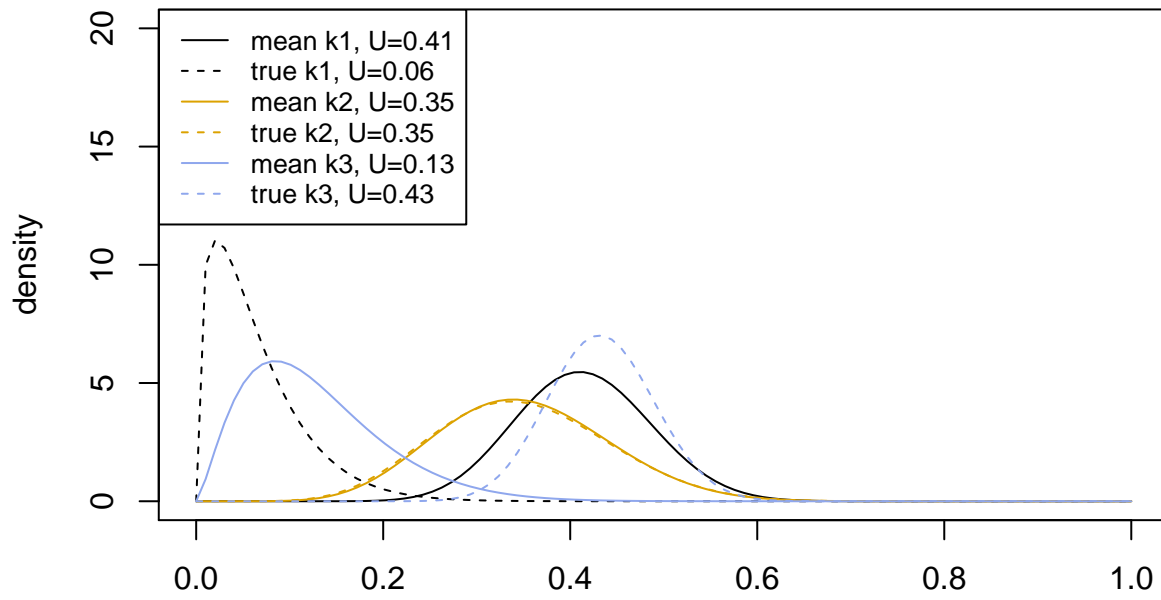 20
15
10
5
0
density
mean k1, U=0.41
true k1, U=0.06
mean k2, U=0.35
true k2, U=0.35
mean k3, U=0.13
true k3, U=0.43
0.0 0.2 0.4 0.6 0.8 1.0